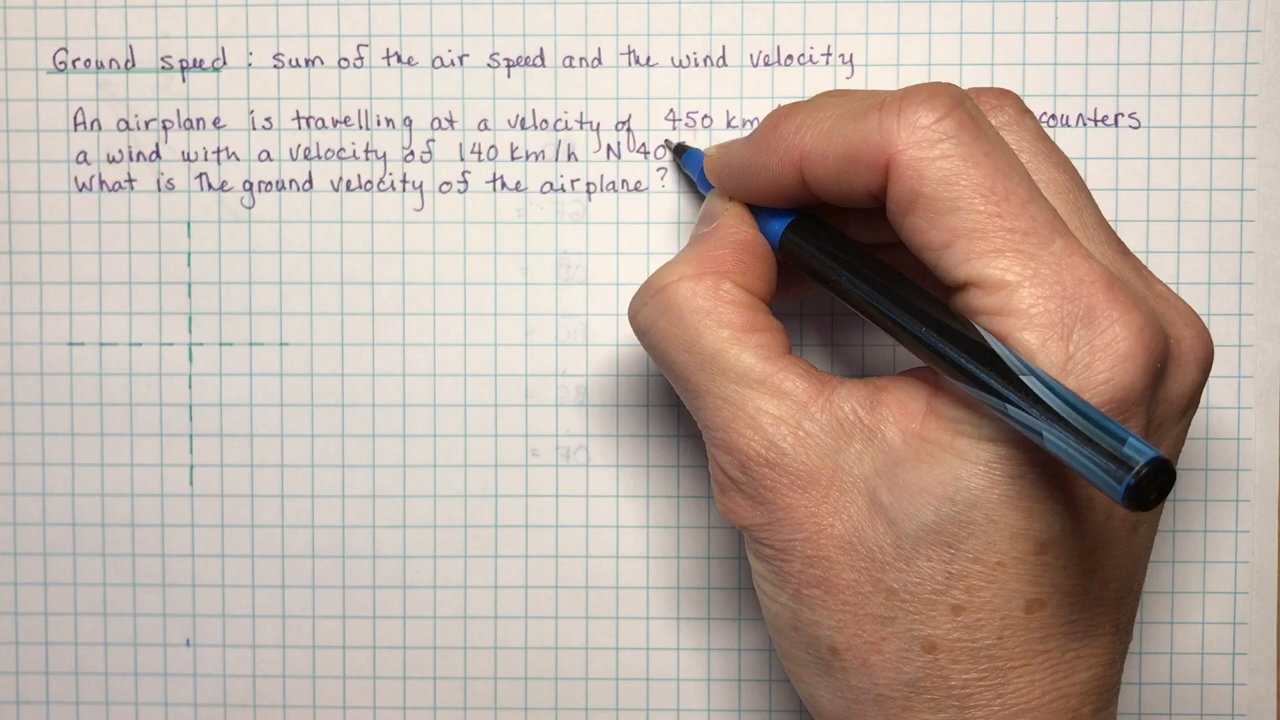 Ground speed : sum of the air speed and the wind velocity
An airplane is travelling at a velocity of 450 km counters
a wind with a velocity of 140 km/h N 40
What is the ground velocity of the airplane ?